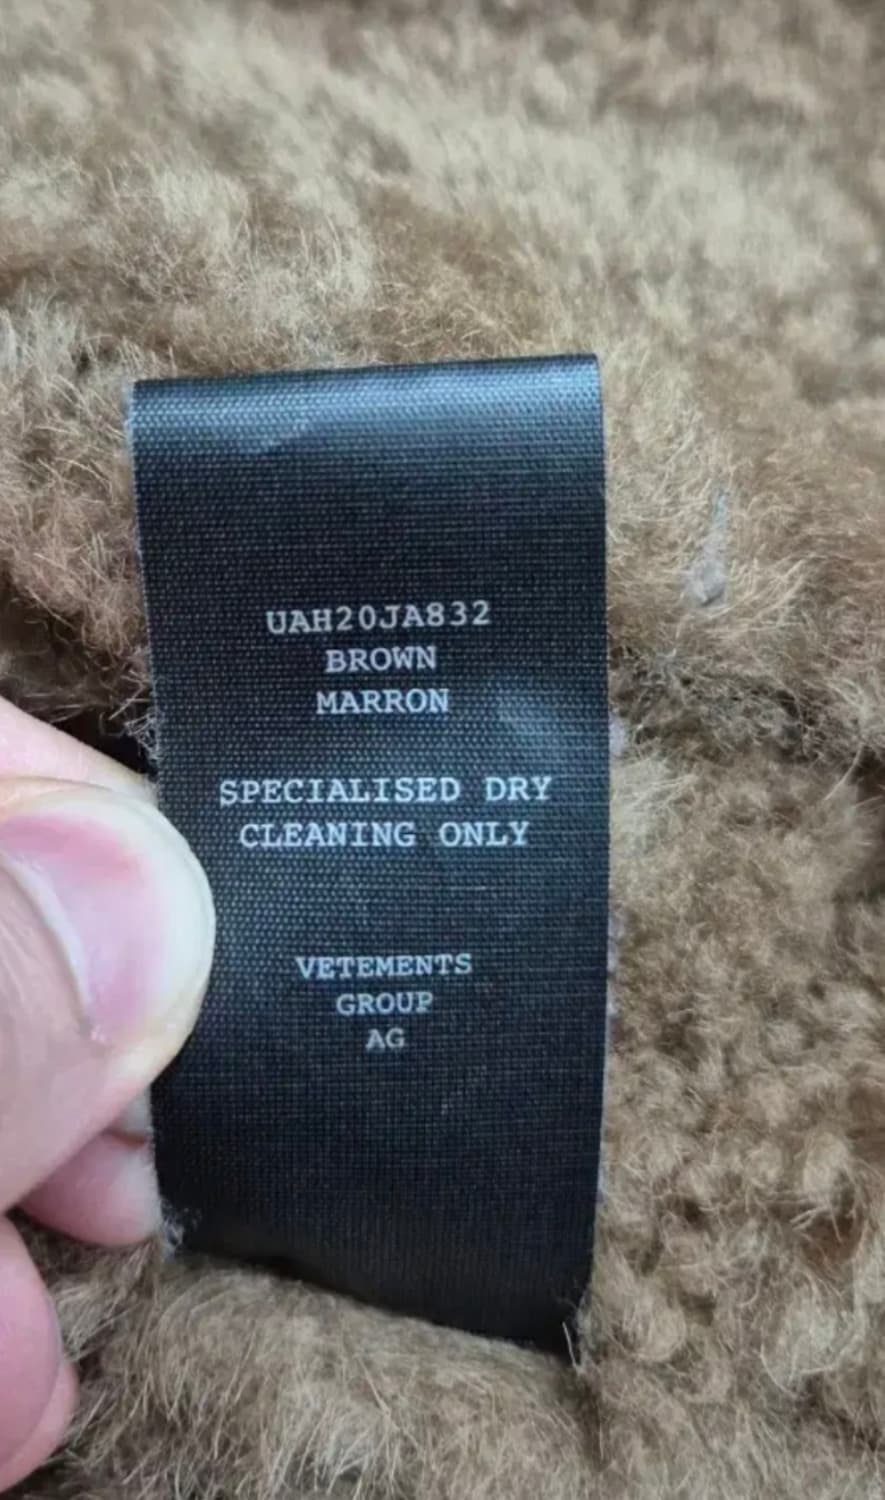 UAH20JA832
BROWN
MARRON
SPECIALISED DRY
CLEANING ONLY
VETEMENTS
GROUP
AG